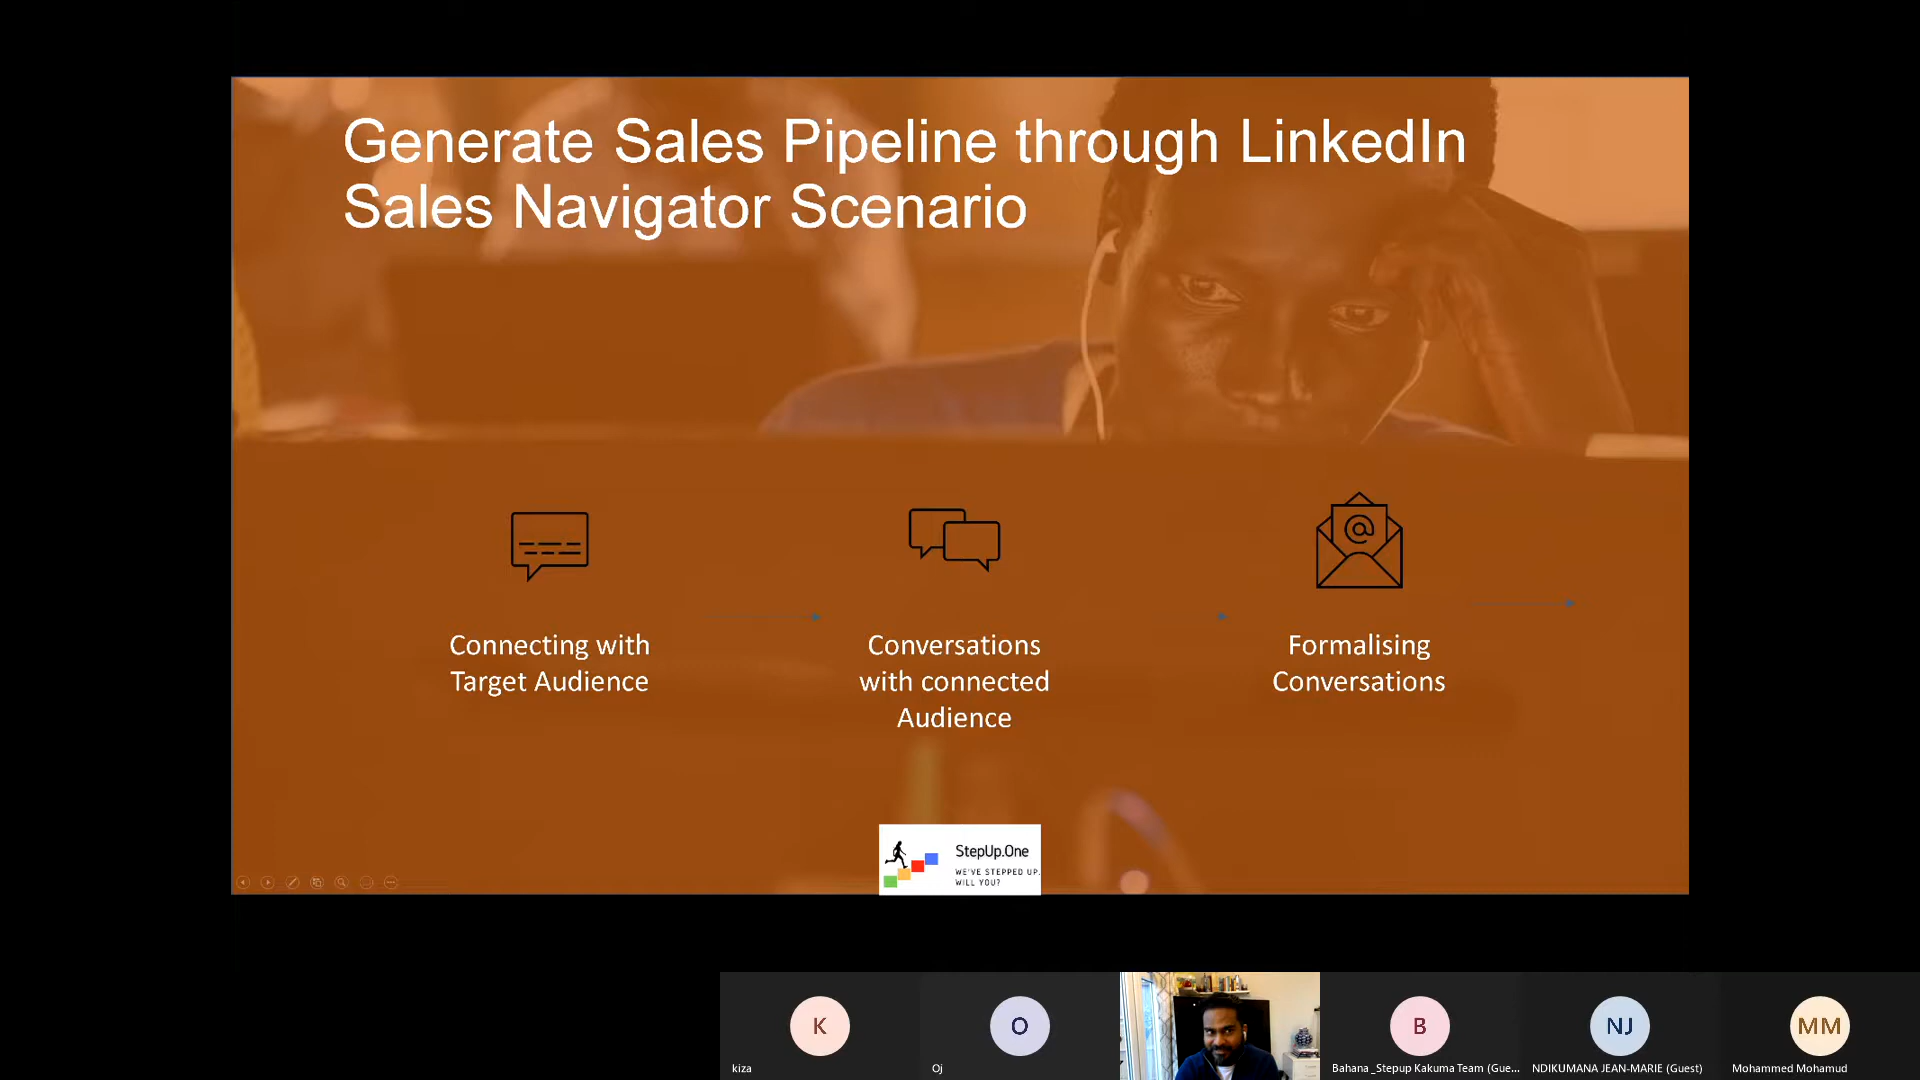 Generate Sales Pipeline through LinkedIn
Sales Navigator Scenario
@
Connecting with
Target Audience
Conversations
with connected
Audience
Formalising
Conversations
StepUp.One
WE'VE STEPPED UP.
WILL YOU?
K
kiza
O
Oj
B
Bahana _Stepup Kakuma Team (Gue...
NJ
NDIKUMANA JEAN-MARIE (Guest)
MM
Mohammed Mohamud